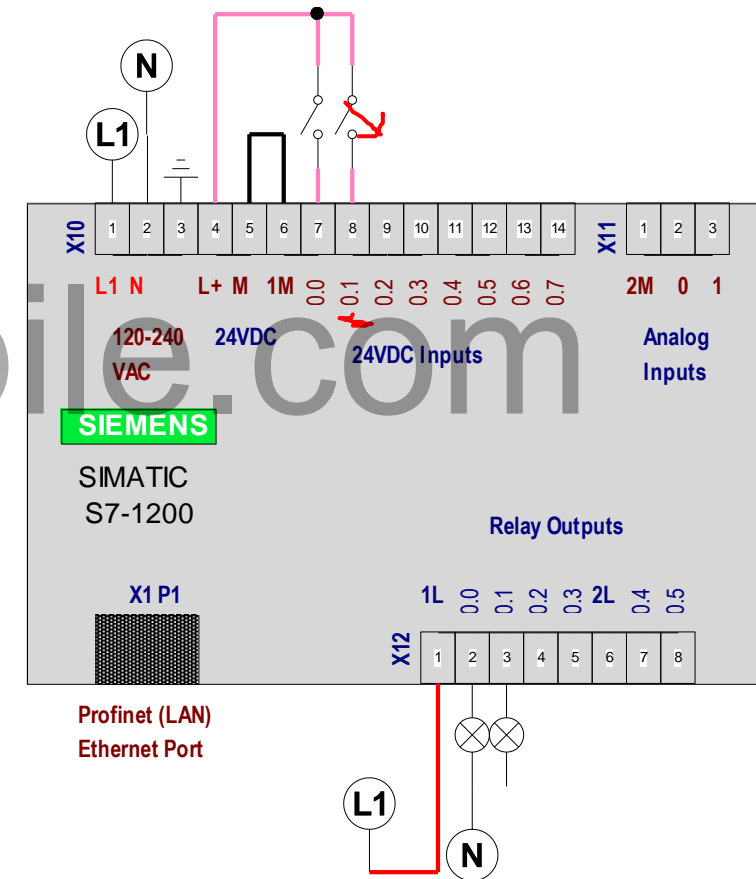 N
L1
X10
1 2 3 4 5 6 7 8 9 10 11 12 13 14
X11
1 2 3
L1 N L+ M 1M 0.0 0.1 0.2 0.3 0.4 0.5 0.6 0.7
2M 0 1
120-240
VAC
24VDC
24VDC Inputs
Analog
Inputs
bile.com
SIEMENS
SIMATIC
S7-1200
Relay Outputs
X1 P1
1L 0.0 0.1 0.2 0.3 2L 0.4 0.5
X12
1 2 3 4 5 6 7 8
Profinet (LAN)
Ethernet Port
L1
N